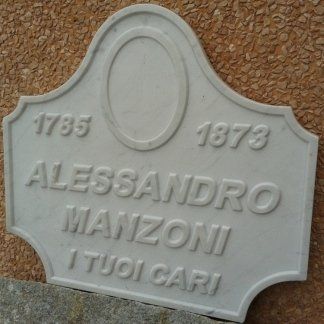 1785 1873
ALESSANDRO
MANZONI
I TUOI CARI